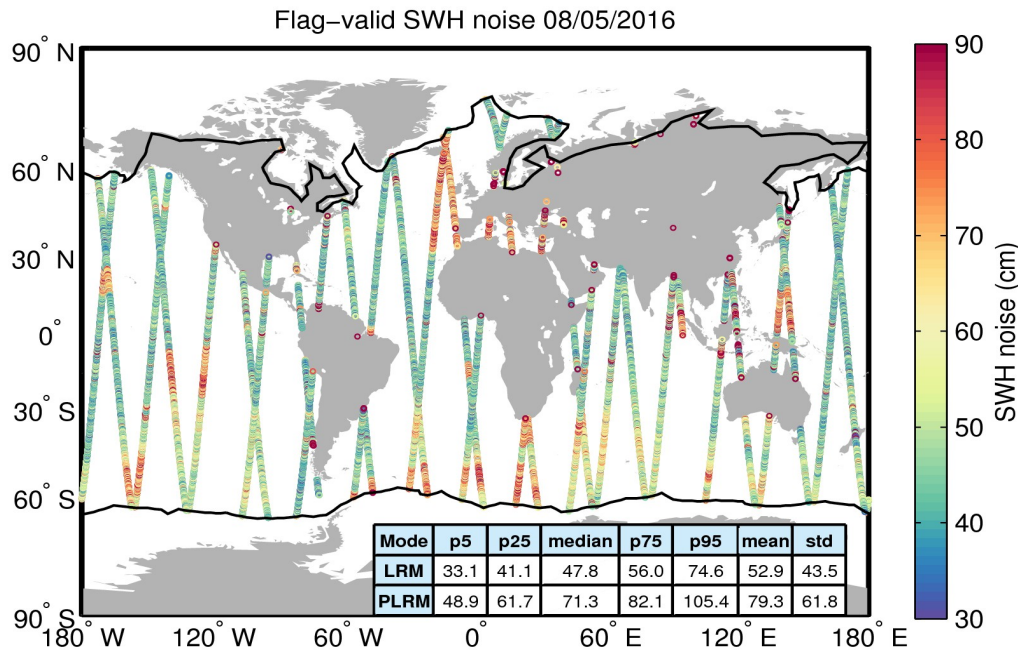 Flag−valid SWH noise 08/05/2016
90° N
60° N
30° N
0°
30° S
60° S
90° S
180° W
120° W
60° W
0°
60° E
120° E
180° E
Mode p5 p25 median p75 p95 mean std
LRM 33.1 41.1 47.8 56.0 74.6 52.9 43.5
PLRM 48.9 61.7 71.3 82.1 105.4 79.3 61.8
90
80
70
60
50
40
30
SWH noise (cm)